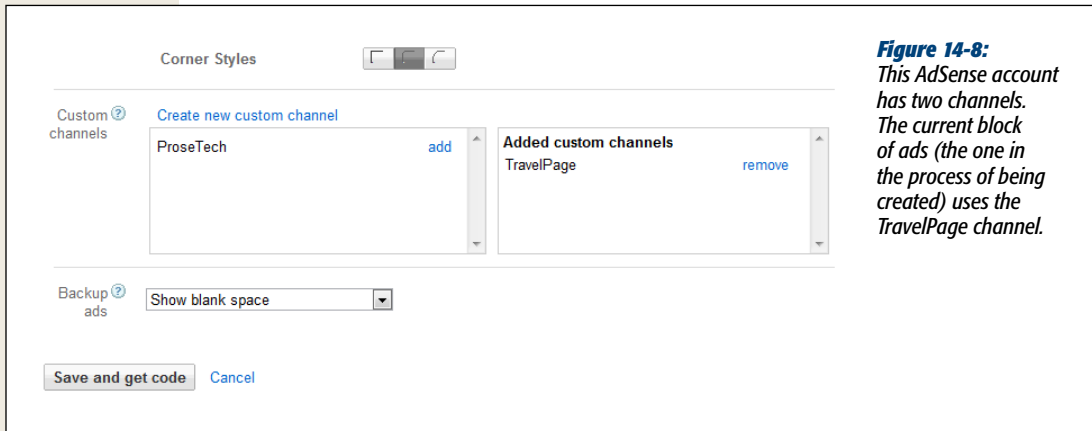 Corner Styles
Custom ?
channels
Create new custom channel
ProseTech add
Added custom channels
TravelPage remove
Backup ?
ads
Show blank space
Save and get code Cancel
Figure 14-8:
This AdSense account
has two channels.
The current block
of ads (the one in
the process of being
created) uses the
TravelPage channel.